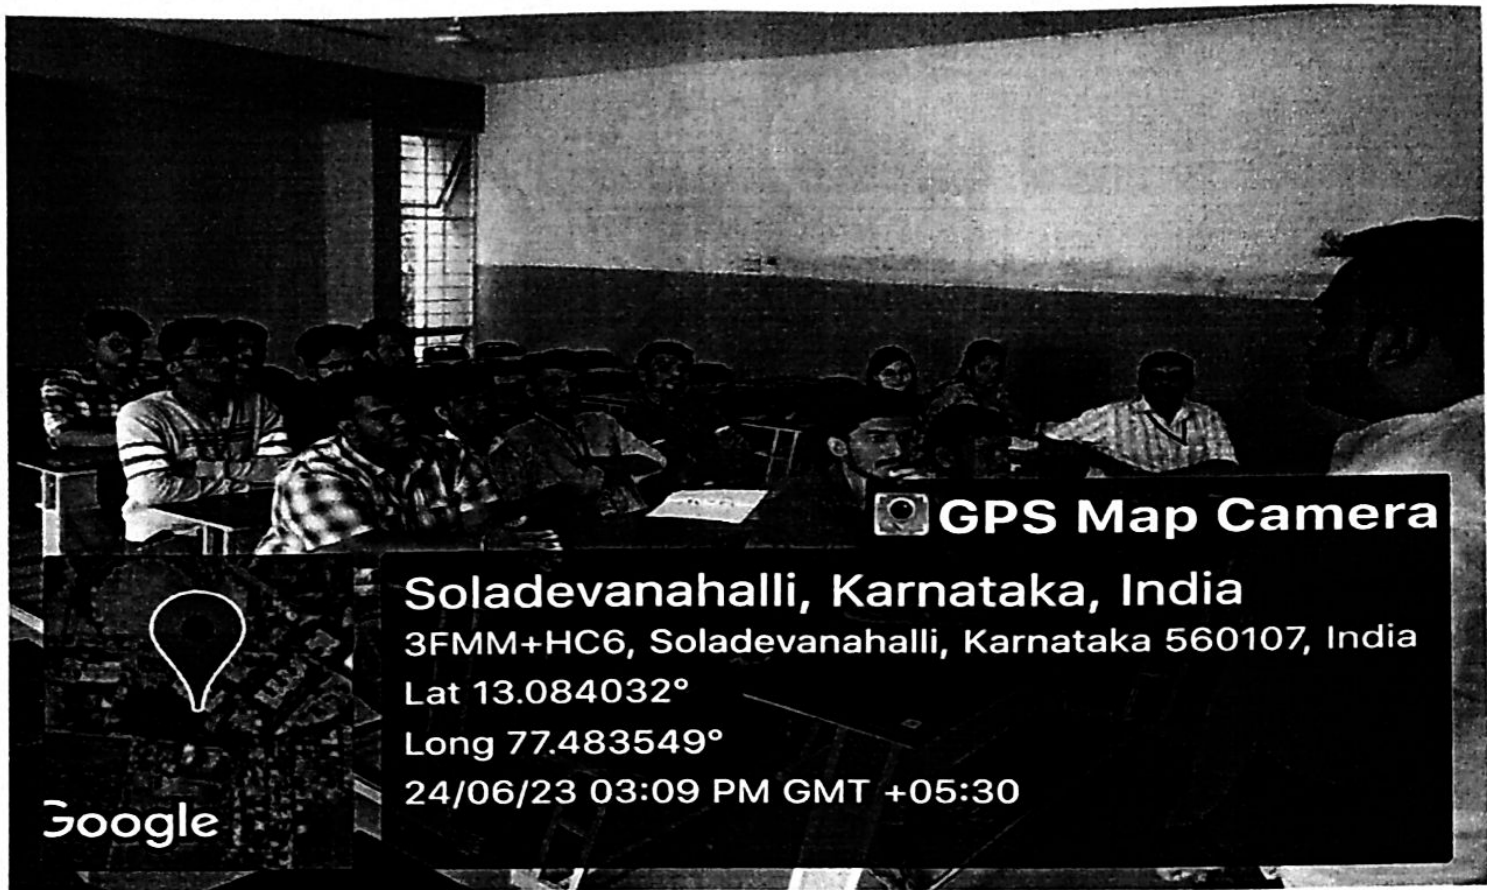 GPS Map Camera
Soladevanahalli, Karnataka, India
3FMM+HC6, Soladevanahalli, Karnataka 560107, India
Lat 13.084032°
Long 77.483549°
24/06/23 03:09 PM GMT +05:30
Google